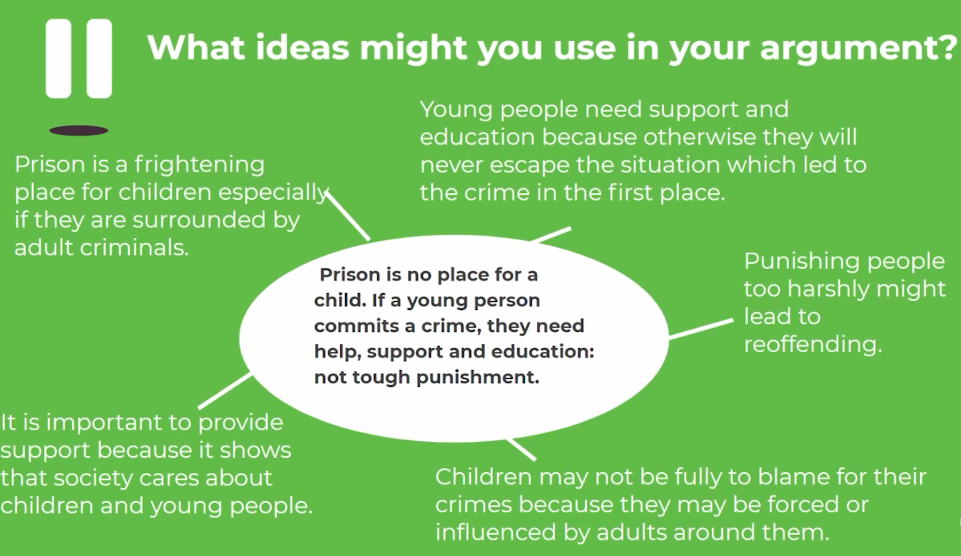 What ideas might you use in your argument?
Young people need support and
education because otherwise they will
never escape the situation which led to
the crime in the first place.
Prison is a frightening
place for children especially
if they are surrounded by
adult criminals.
Prison is no place for a
child. If a young person
commits a crime, they need
help, support and education:
not tough punishment.
Punishing people
too harshly might
lead to
reoffending.
It is important to provide
support because it shows
that society cares about
children and young people.
Children may not be fully to blame for their
crimes because they may be forced or
influenced by adults around them.